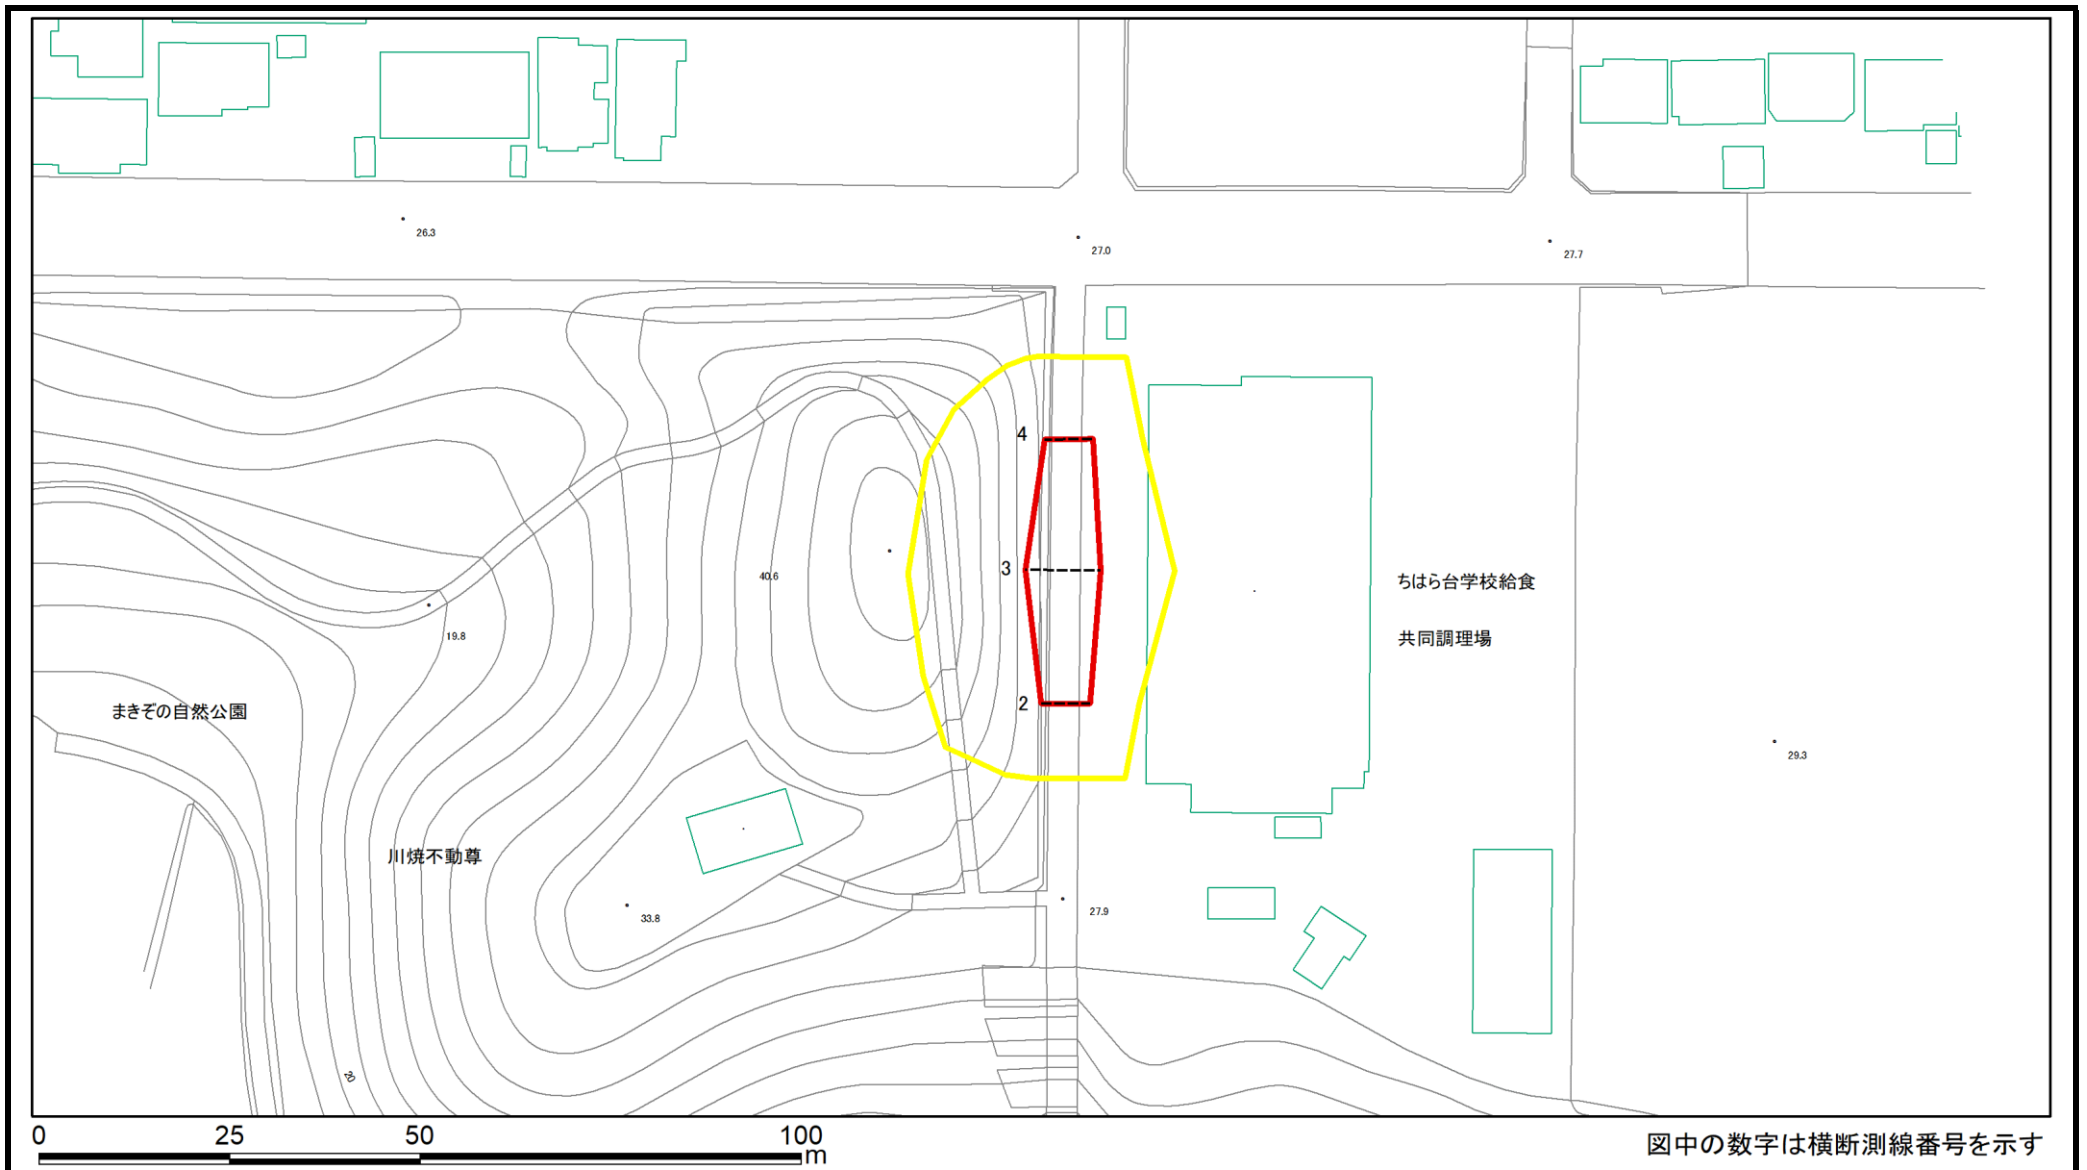 26.3
27.0
27.7
4
3
40.6
ちはら台学校給食
共同調理場
19.8
2
まきぞの自然公園
29.3
川焼不動尊
33.8
27.9
20
0 25 50 100
m
図中の数字は横断測線番号を示す